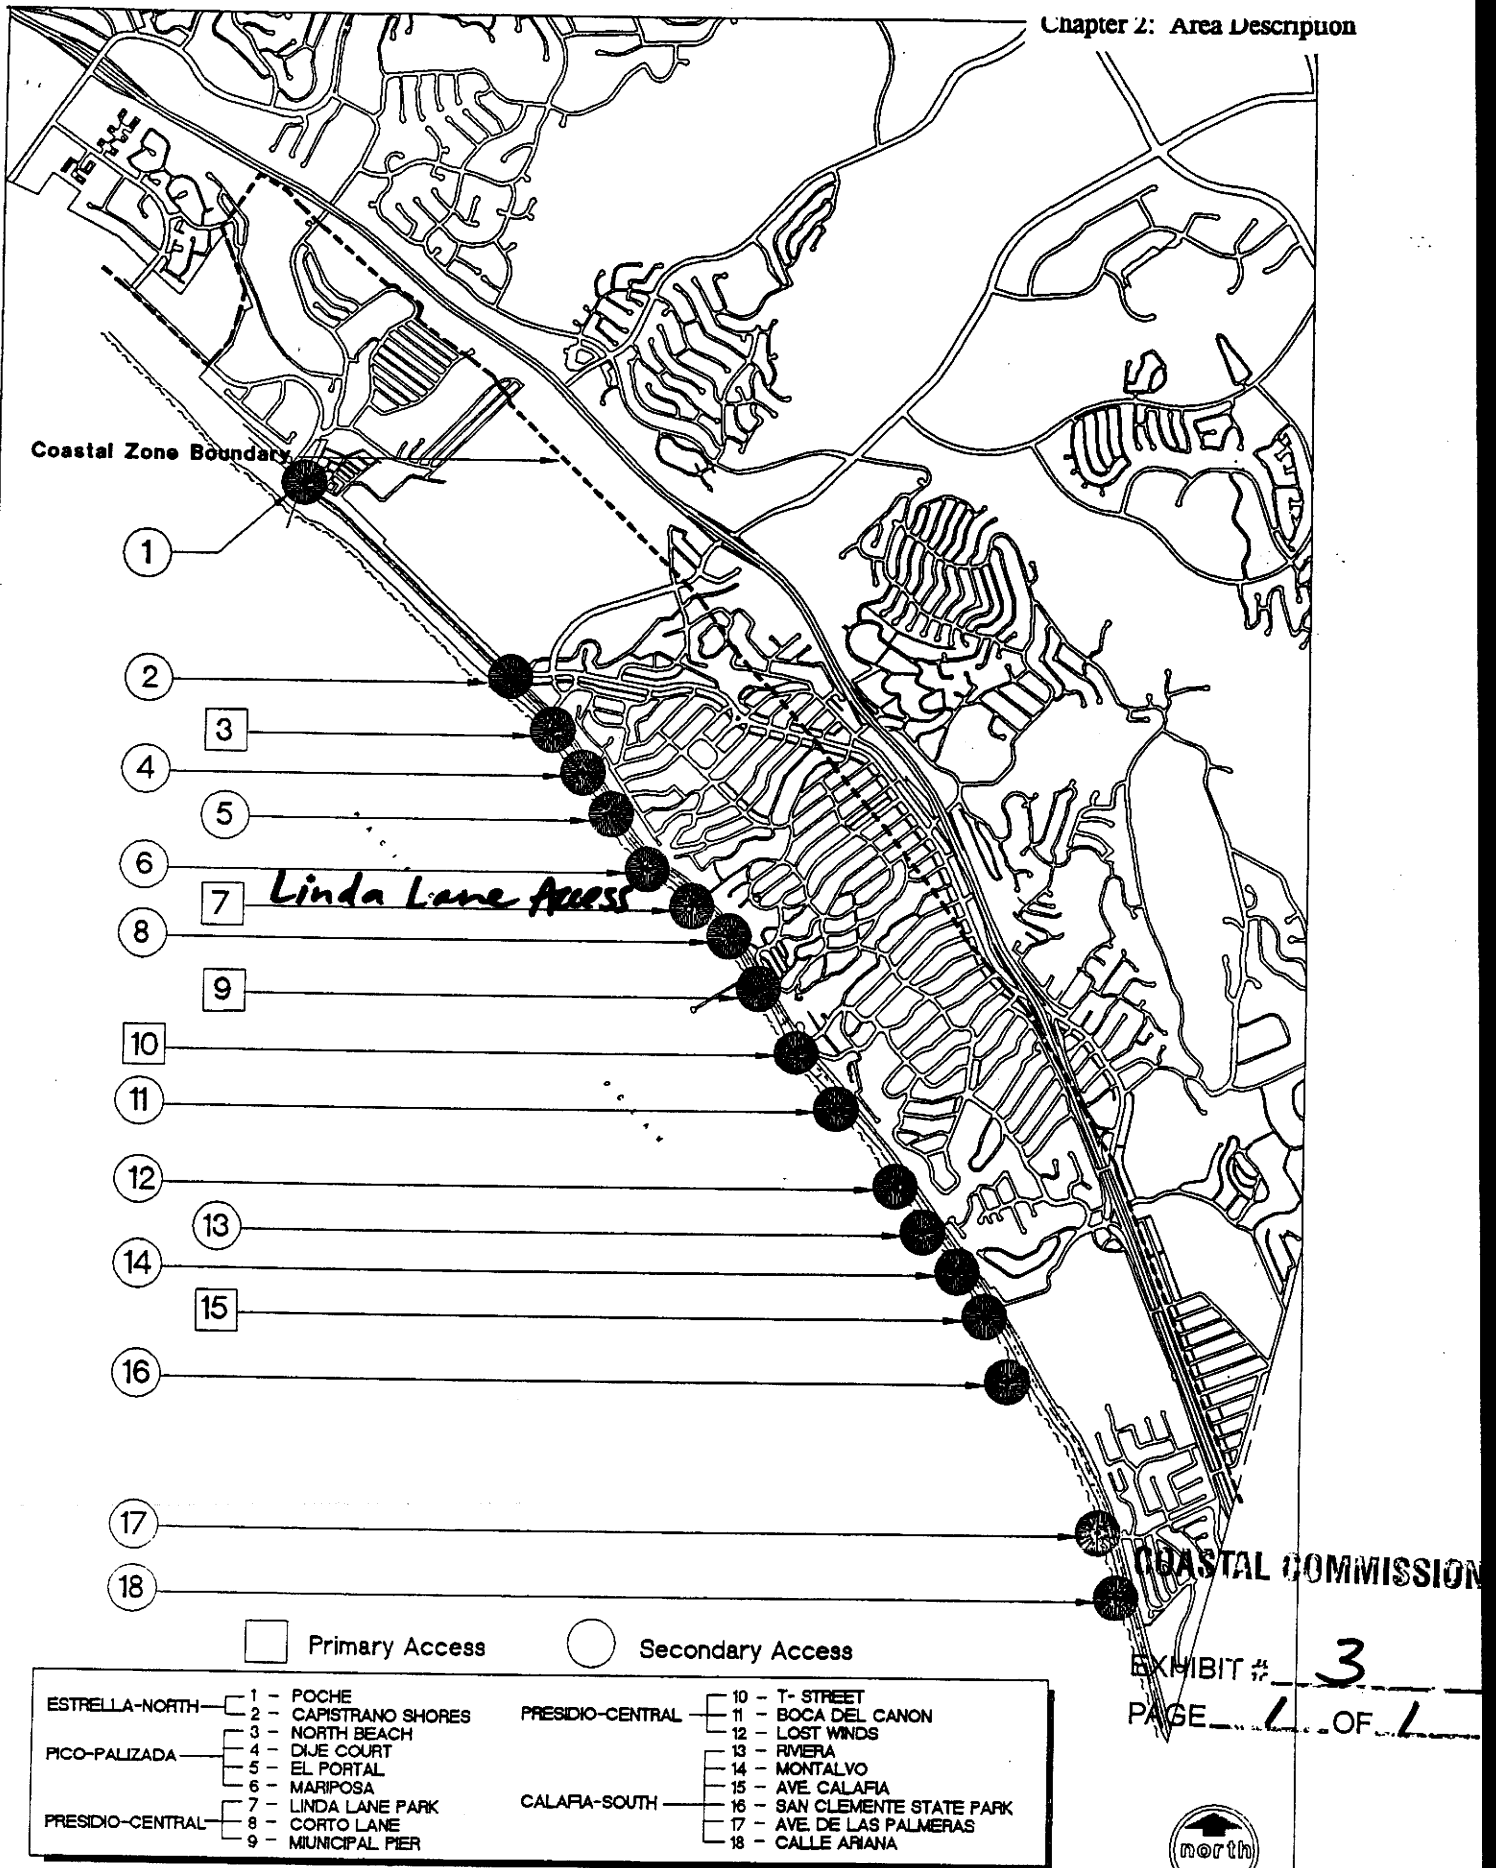 Chapter 2: Area Description
Coastal Zone Boundary
1
2
3
4
5
6
7 Linda Lane Access
8
9
10
11
12
13
14
15
16
17
18
COASTAL COMMISSION
Primary Access
Secondary Access
EXHIBIT # 3
PAGE 1 OF 1
ESTRELLA-NORTH
1 - POCHE
2 - CAPISTRANO SHORES
PICO-PALIZADA
3 - NORTH BEACH
4 - DIJE COURT
5 - EL PORTAL
6 - MARIPOSA
PRESIDIO-CENTRAL
7 - LINDA LANE PARK
8 - CORTO LANE
9 - MIUNICIPAL PIER
PRESIDIO-CENTRAL
10 - T- STREET
11 - BOCA DEL CANON
12 - LOST WINDS
CALAFIA-SOUTH
13 - RIVIERA
14 - MONTALVO
15 - AVE. CALAFIA
16 - SAN CLEMENTE STATE PARK
17 - AVE. DE LAS PALMERAS
18 - CALLE ARIANA
north